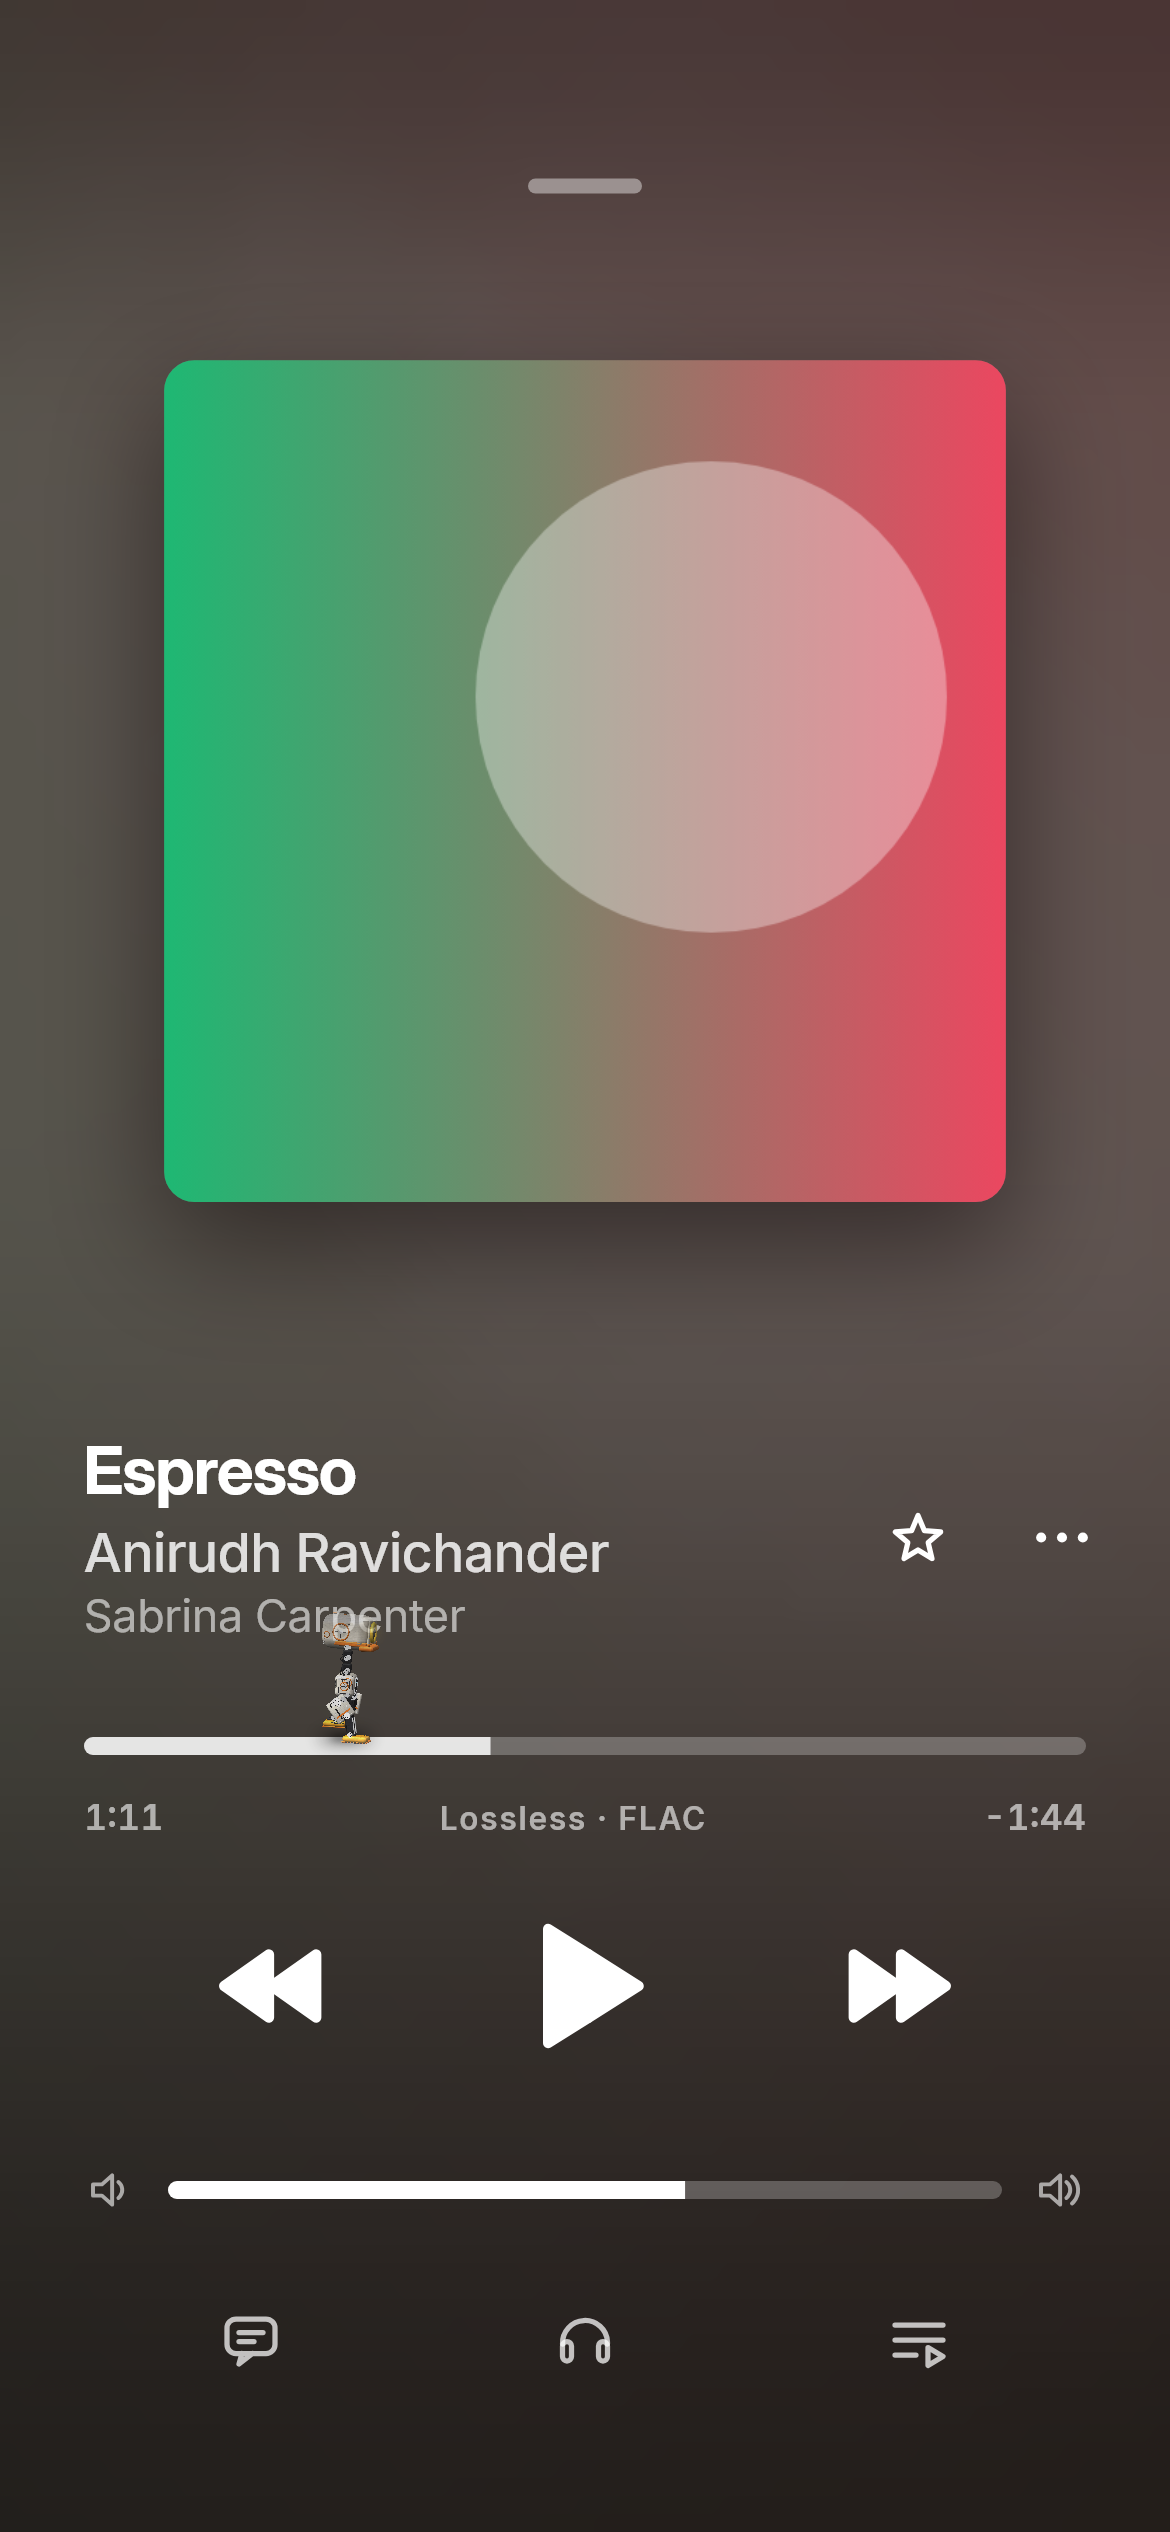 Espresso
Anirudh Ravichander
Sabrina Carpenter
1:11
Lossless · FLAC
-1:44